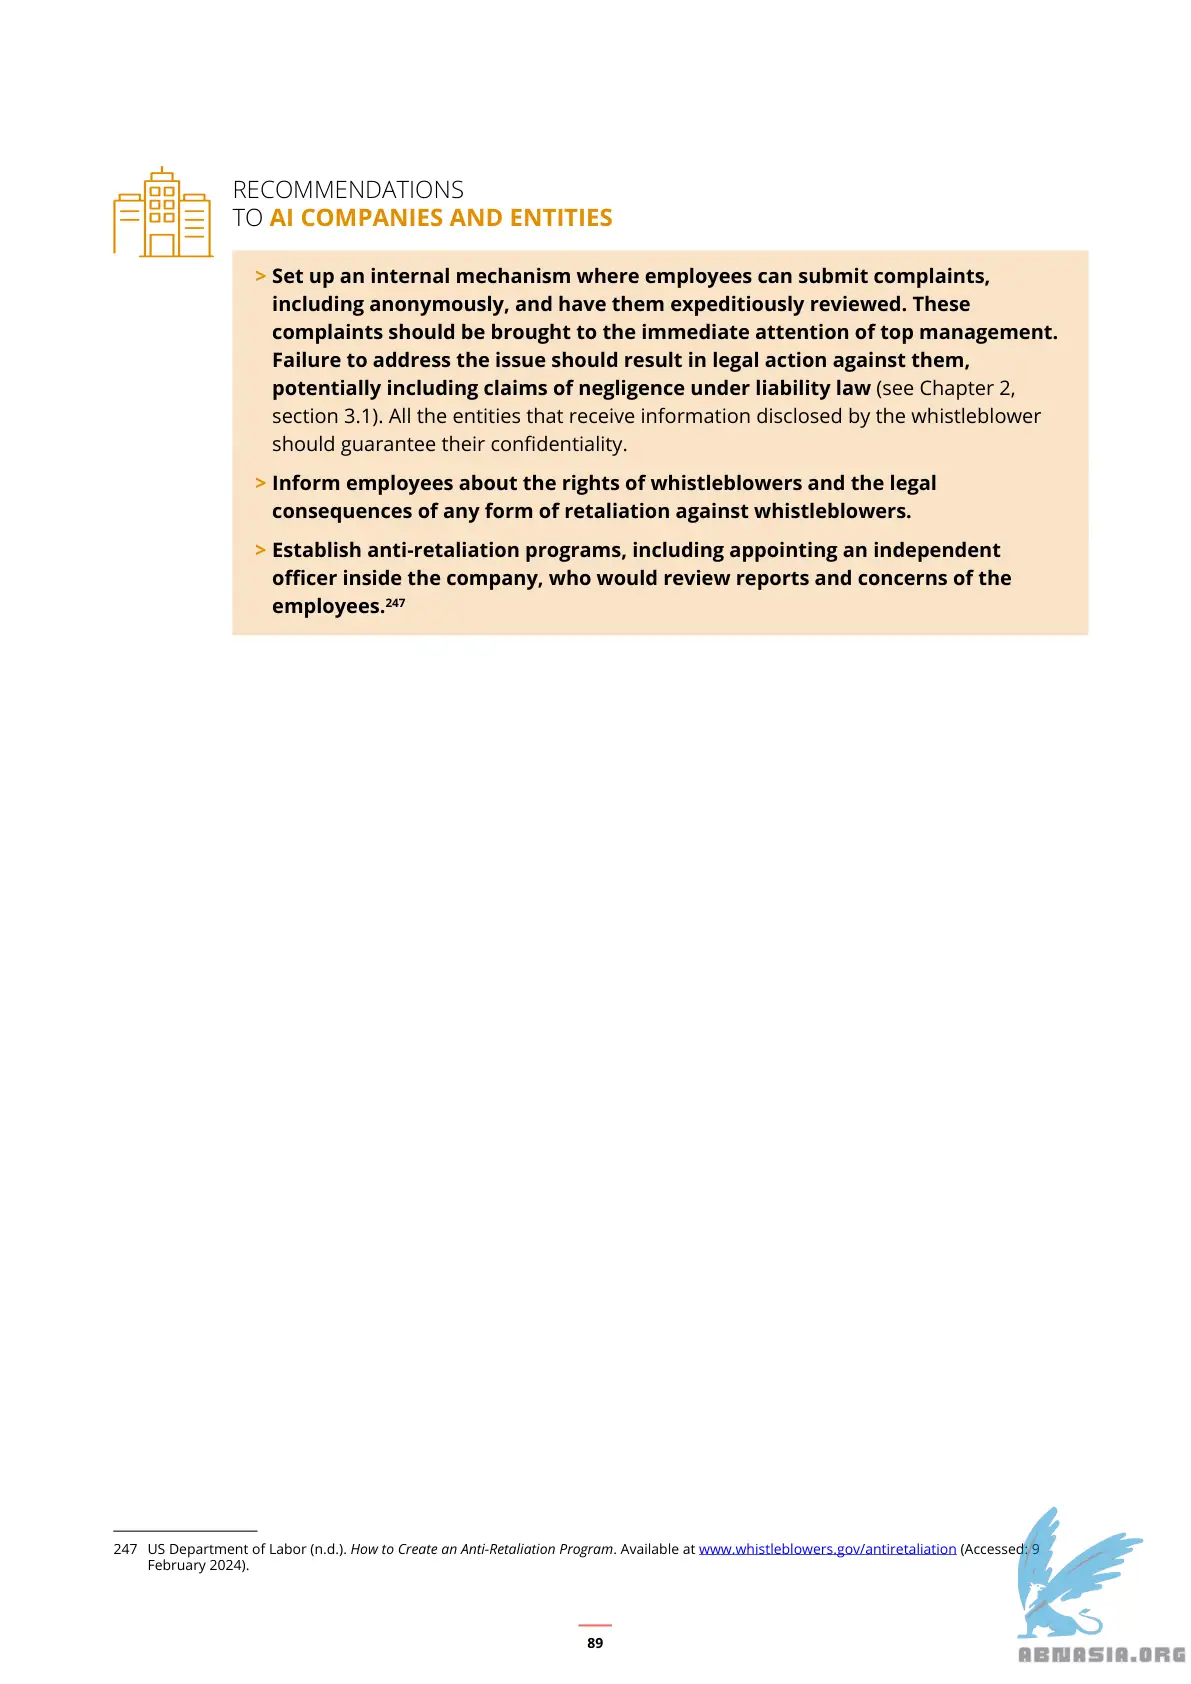 RECOMMENDATIONS
TO AI COMPANIES AND ENTITIES
> Set up an internal mechanism where employees can submit complaints,
including anonymously, and have them expeditiously reviewed. These
complaints should be brought to the immediate attention of top management.
Failure to address the issue should result in legal action against them,
potentially including claims of negligence under liability law (see Chapter 2,
section 3.1). All the entities that receive information disclosed by the whistleblower
should guarantee their confidentiality.
> Inform employees about the rights of whistleblowers and the legal
consequences of any form of retaliation against whistleblowers.
> Establish anti-retaliation programs, including appointing an independent
officer inside the company, who would review reports and concerns of the
employees.247
247 US Department of Labor (n.d.). How to Create an Anti-Retaliation Program. Available at www.whistleblowers.gov/antiretaliation (Accessed: 9
February 2024).
89
ABNASIA.ORG